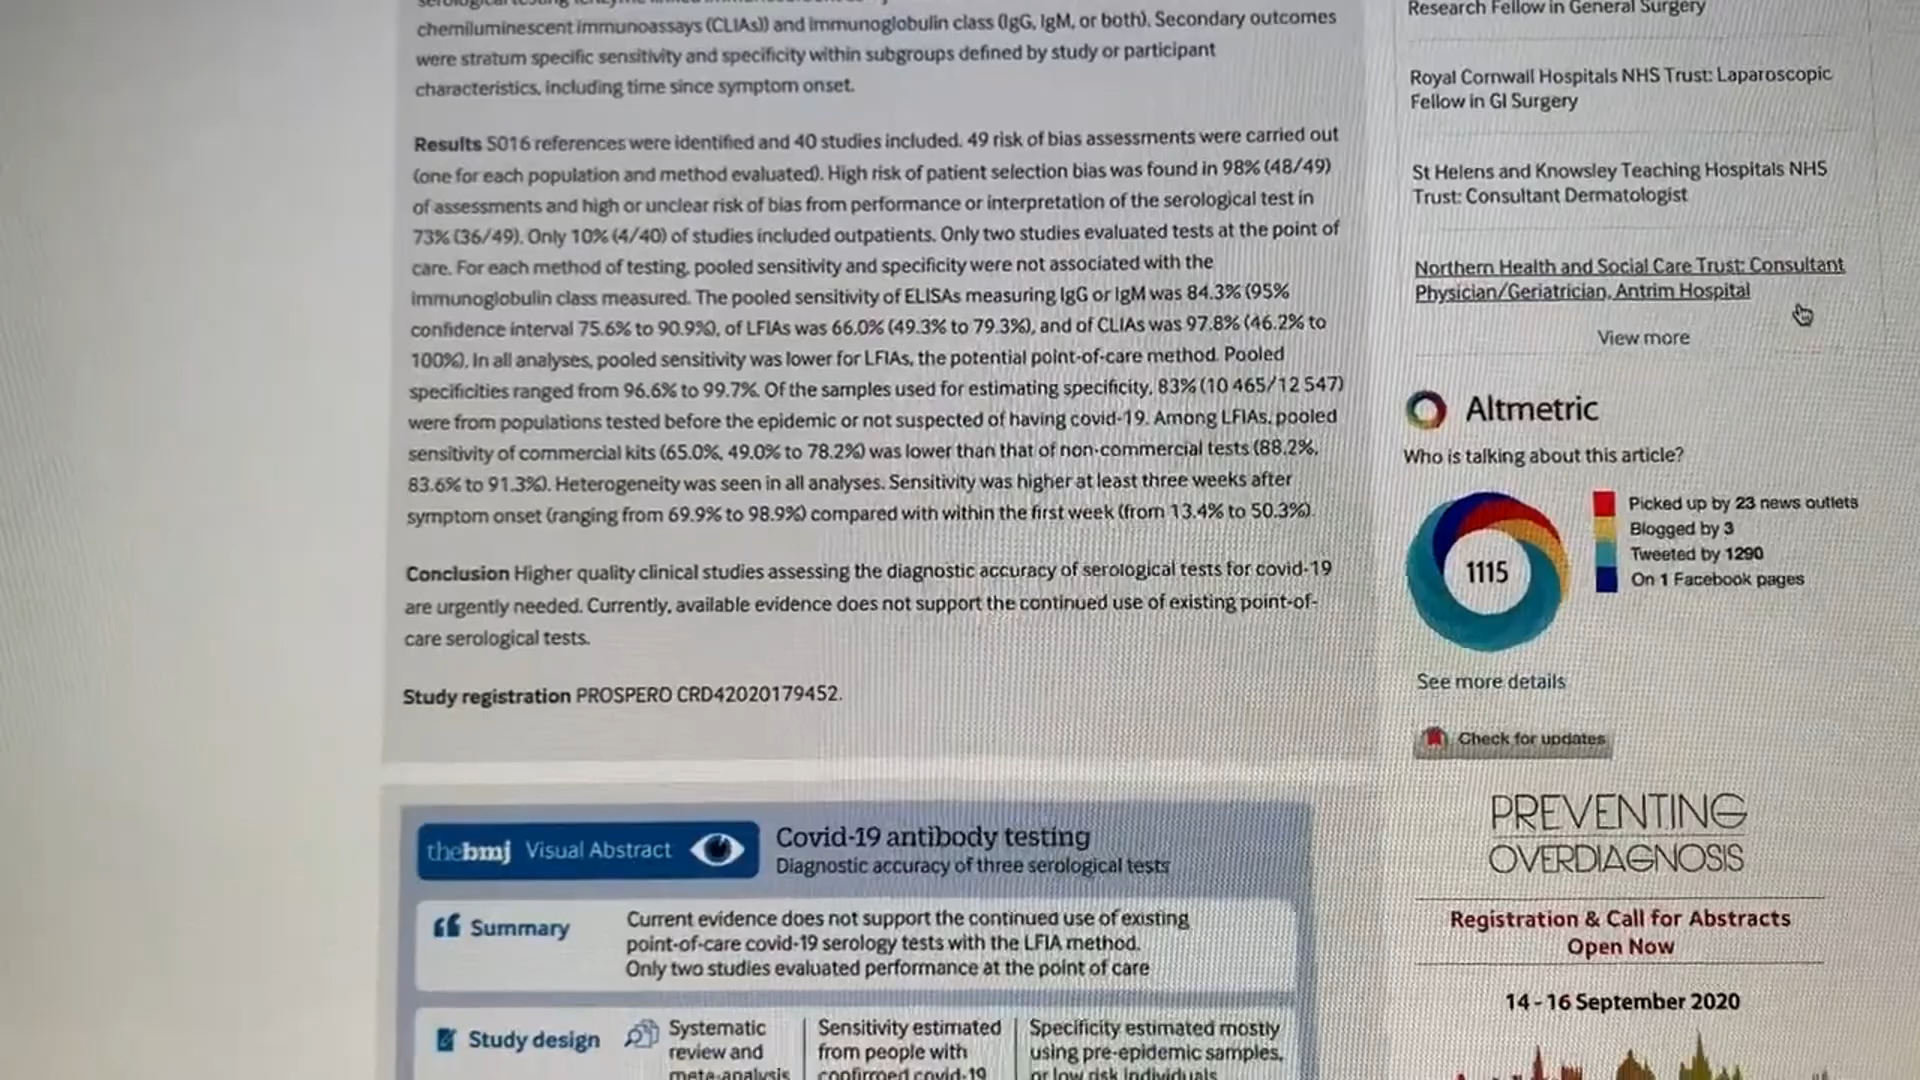 chemiluminescent immunoassays (CLIAs)) and immunoglobulin class (IgG, IgM, or both). Secondary outcomes
were stratum specific sensitivity and specificity within subgroups defined by study or participant
characteristics, including time since symptom onset.
Results 5016 references were identified and 40 studies included. 49 risk of bias assessments were carried out
(one for each population and method evaluated). High risk of patient selection bias was found in 98% (48/49)
of assessments and high or unclear risk of bias from performance or interpretation of the serological test in
73% (36/49). Only 10% (4/40) of studies included outpatients. Only two studies evaluated tests at the point of
care. For each method of testing, pooled sensitivity and specificity were not associated with the
immunoglobulin class measured. The pooled sensitivity of ELISAs measuring IgG or IgM was 84.3% (95%
confidence interval 75.6% to 90.9%), of LFIAs was 66.0% (49.3% to 79.3%), and of CLIAs was 97.8% (46.2% to
100%). In all analyses, pooled sensitivity was lower for LFIAs, the potential point-of-care method. Pooled
specificities ranged from 96.6% to 99.7%. Of the samples used for estimating specificity, 83% (10 465/12 547)
were from populations tested before the epidemic or not suspected of having covid-19. Among LFIAs, pooled
sensitivity of commercial kits (65.0%, 49.0% to 78.2%) was lower than that of non-commercial tests (88.2%,
83.6% to 91.3%). Heterogeneity was seen in all analyses. Sensitivity was higher at least three weeks after
symptom onset (ranging from 69.9% to 98.9%) compared with within the first week (from 13.4% to 50.3%).
Conclusion Higher quality clinical studies assessing the diagnostic accuracy of serological tests for covid-19
are urgently needed. Currently, available evidence does not support the continued use of existing point-of-
care serological tests.
Study registration PROSPERO CRD42020179452.
thebmj Visual Abstract
Covid-19 antibody testing
Diagnostic accuracy of three serological tests
Summary
Current evidence does not support the continued use of existing
point-of-care covid-19 serology tests with the LFIA method.
Only two studies evaluated performance at the point of care
Study design
Systematic
review and
meta-analysis
Sensitivity estimated
from people with
confirmed covid-19
Specificity estimated mostly
using pre-epidemic samples,
or low risk individuals
Research Fellow in General Surgery
Royal Cornwall Hospitals NHS Trust: Laparoscopic
Fellow in GI Surgery
St Helens and Knowsley Teaching Hospitals NHS
Trust: Consultant Dermatologist
Northern Health and Social Care Trust: Consultant
Physician/Geriatrician, Antrim Hospital
View more
Altmetric
Who is talking about this article?
1115
Picked up by 23 news outlets
Blogged by 3
Tweeted by 1290
On 1 Facebook pages
See more details
Check for updates
PREVENTING
OVERDIAGNOSIS
Registration & Call for Abstracts
Open Now
14 - 16 September 2020